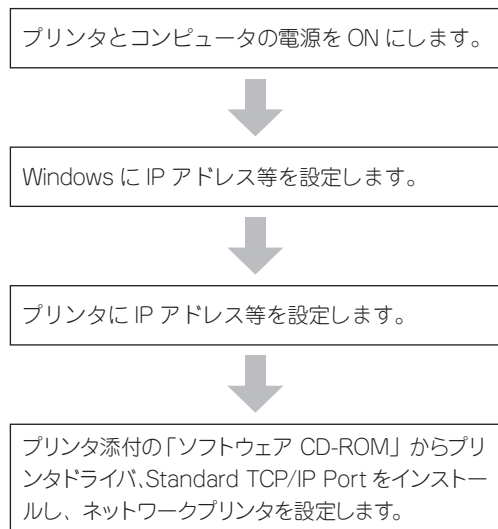 プリンタとコンピュータの電源を ON にします。
Windows に IP アドレス等を設定します。
プリンタに IP アドレス等を設定します。
プリンタ添付の「ソフトウェア CD-ROM」からプリ
ンタドライバ、Standard TCP/IP Port をインストー
ルし、ネットワークプリンタを設定します。